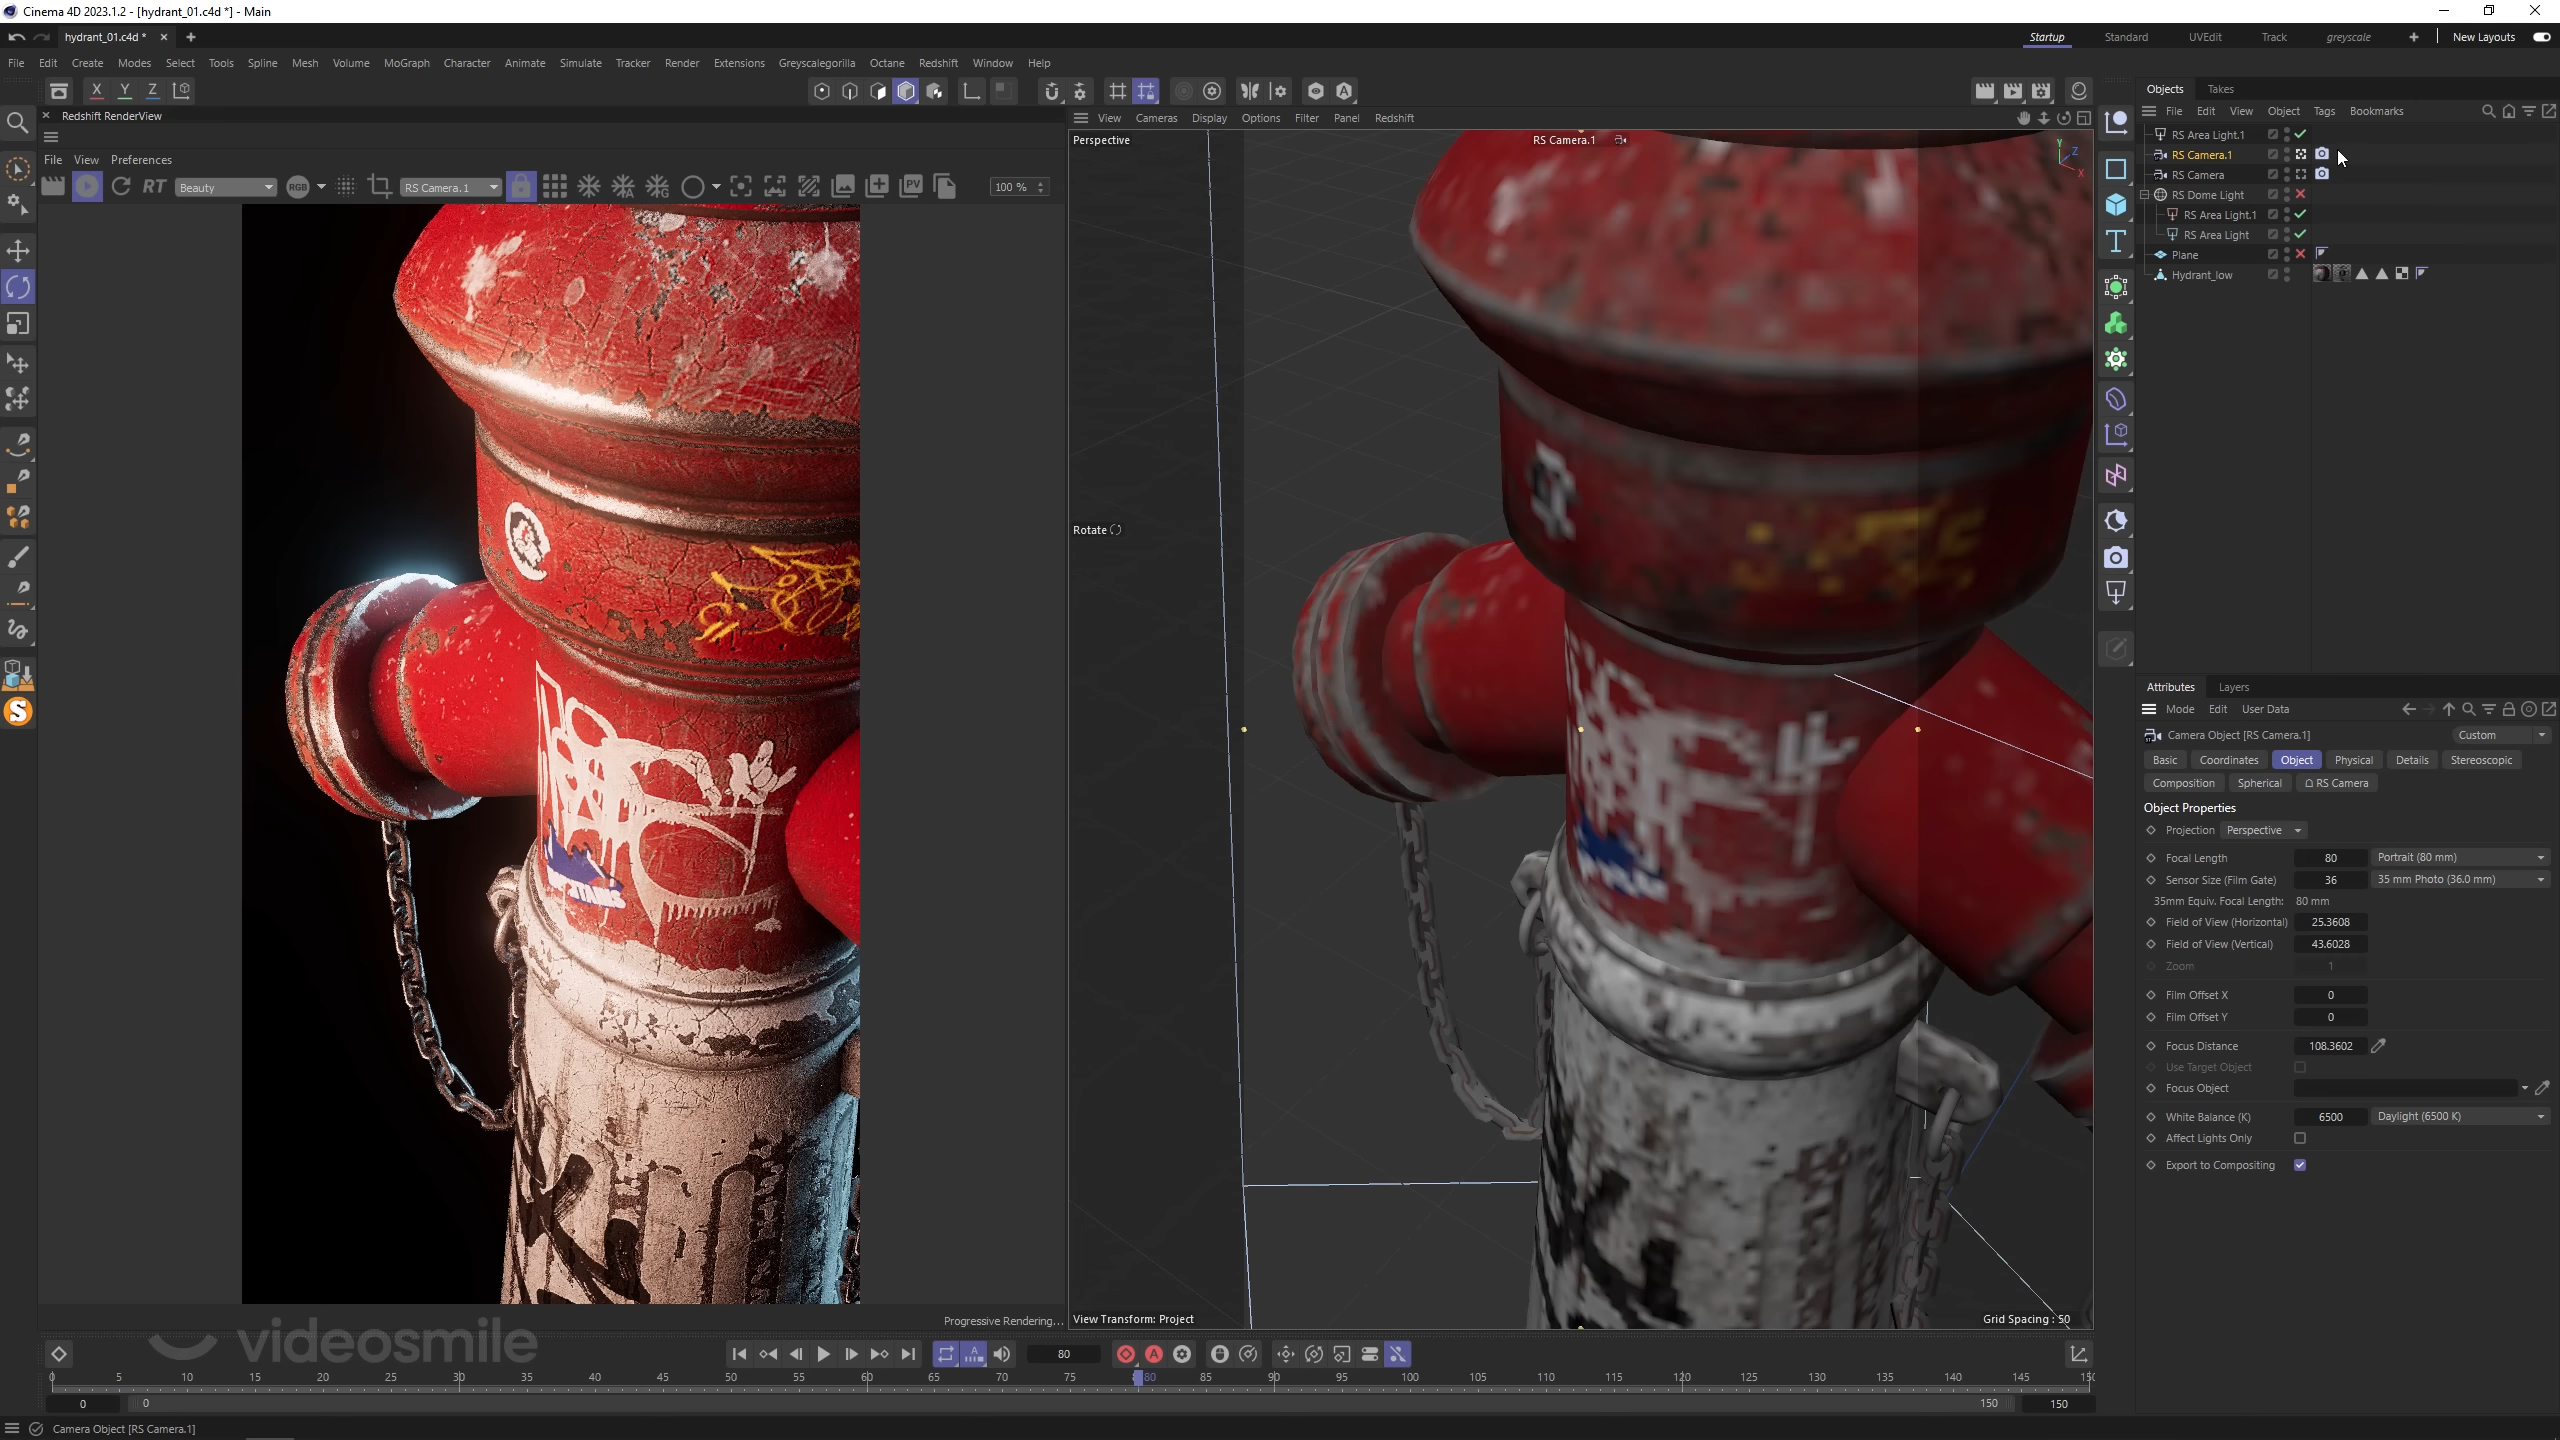 Cinema 4D 2023.1.2 - [hydrant_01.c4d *] - Main
hydrant_01.c4d *
Startup Standard UVEdit Track greyscale New Layouts
File Edit Create Modes Select Tools Spline Mesh Volume MoGraph Character Animate Simulate Tracker Render Extensions Greyscalegorilla Octane Redshift Window Help
X Y Z
Redshift RenderView
File View Preferences
RT Beauty RGB RS Camera.1 PV 100 %
View Cameras Display Options Filter Panel Redshift
Perspective
RS Camera.1
Y Z X
Rotate
View Transform: Project
Grid Spacing : 50
Progressive Rendering...
Objects Takes
File Edit View Object Tags Bookmarks
RS Area Light.1
RS Camera.1
RS Camera
RS Dome Light
RS Area Light.1
RS Area Light
Plane
Hydrant_low
Attributes Layers
Mode Edit User Data
Camera Object [RS Camera.1] Custom
Basic Coordinates Object Physical Details Stereoscopic
Composition Spherical RS Camera
Object Properties
Projection Perspective
Focal Length 80 Portrait (80 mm)
Sensor Size (Film Gate) 36 35 mm Photo (36.0 mm)
35mm Equiv. Focal Length: 80 mm
Field of View (Horizontal) 25.3608
Field of View (Vertical) 43.6028
Zoom 1
Film Offset X 0
Film Offset Y 0
Focus Distance 108.3602
Use Target Object
Focus Object
White Balance (K) 6500 Daylight (6500 K)
Affect Lights Only
Export to Compositing
videosmile
80
0 5 10 15 20 25 30 35 40 45 50 55 60 65 70 75 80 85 90 95 100 105 110 115 120 125 130 135 140 145
0 0 150 150
Camera Object [RS Camera.1]